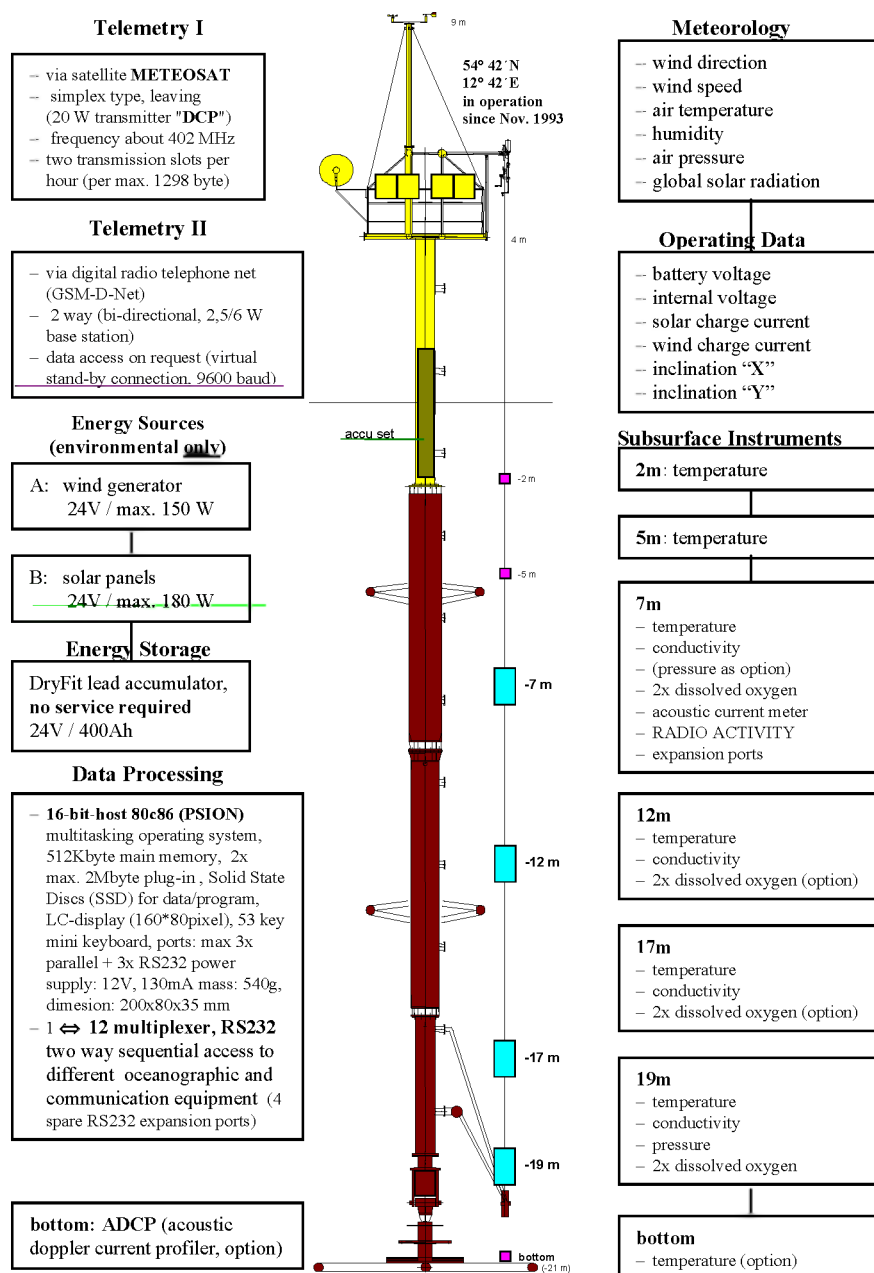 Telemetry I
-- via satellite METEOSAT
-- simplex type, leaving
(20 W transmitter "DCP")
-- frequency about 402 MHz
-- two transmission slots per
hour (per max. 1298 byte)
Telemetry II
– via digital radio telephone net
(GSM-D-Net)
– 2 way (bi-directional, 2,5/6 W
base station)
– data access on request (virtual
stand-by connection, 9600 baud)
Energy Sources
(environmental only)
A: wind generator
24V / max. 150 W
B: solar panels
24V / max. 180 W
Energy Storage
DryFit lead accumulator,
no service required
24V / 400Ah
Data Processing
– 16-bit-host 80c86 (PSION)
multitasking operating system,
512Kbyte main memory, 2x
max. 2Mbyte plug-in , Solid State
Discs (SSD) for data/program,
LC-display (160*80pixel), 53 key
mini keyboard, ports: max 3x
parallel + 3x RS232 power
supply: 12V, 130mA mass: 540g,
dimesion: 200x80x35 mm
– 1 ⇔ 12 multiplexer, RS232
two way sequential access to
different oceanographic and
communication equipment (4
spare RS232 expansion ports)
bottom: ADCP (acoustic
doppler current profiler, option)
9 m
54° 42´N
12° 42´E
in operation
since Nov. 1993
4 m
accu set
-2 m
-5 m
-7 m
-12 m
-17 m
-19 m
bottom
(-21 m)
Meteorology
-- wind direction
-- wind speed
-- air temperature
-- humidity
-- air pressure
-- global solar radiation
Operating Data
-- battery voltage
-- internal voltage
-- solar charge current
-- wind charge current
-- inclination “X”
-- inclination “Y”
Subsurface Instruments
2m: temperature
5m: temperature
7m
– temperature
– conductivity
– (pressure as option)
– 2x dissolved oxygen
– acoustic current meter
– RADIO ACTIVITY
– expansion ports
12m
– temperature
– conductivity
– 2x dissolved oxygen (option)
17m
– temperature
– conductivity
– 2x dissolved oxygen (option)
19m
– temperature
– conductivity
– pressure
– 2x dissolved oxygen
bottom
– temperature (option)